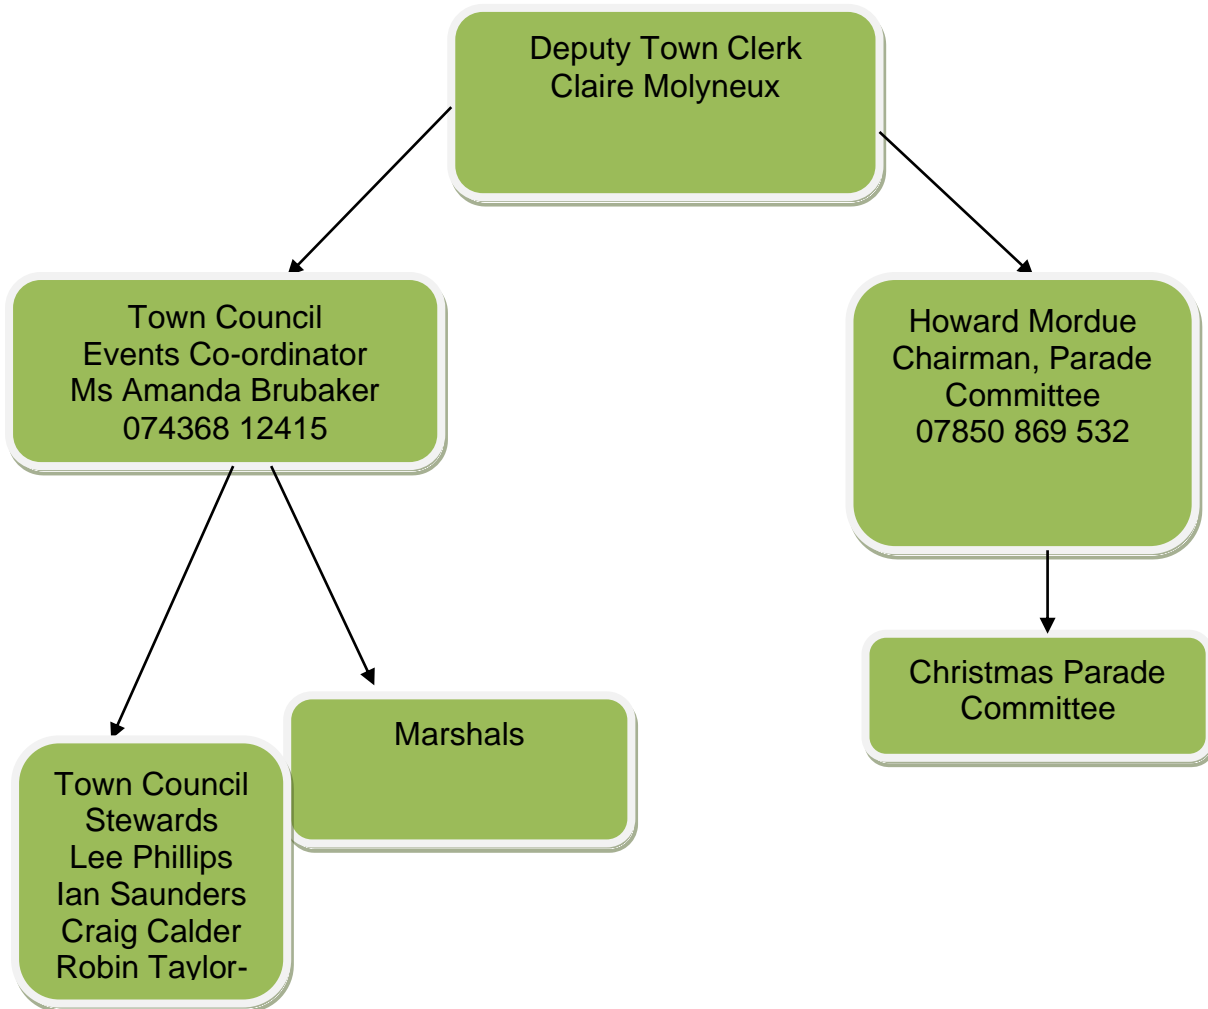 Deputy Town Clerk
Claire Molyneux
Town Council
Events Co-ordinator
Ms Amanda Brubaker
074368 12415
Howard Mordue
Chairman, Parade
Committee
07850 869 532
Christmas Parade
Committee
Marshals
Town Council
Stewards
Lee Phillips
Ian Saunders
Craig Calder
Robin Taylor-